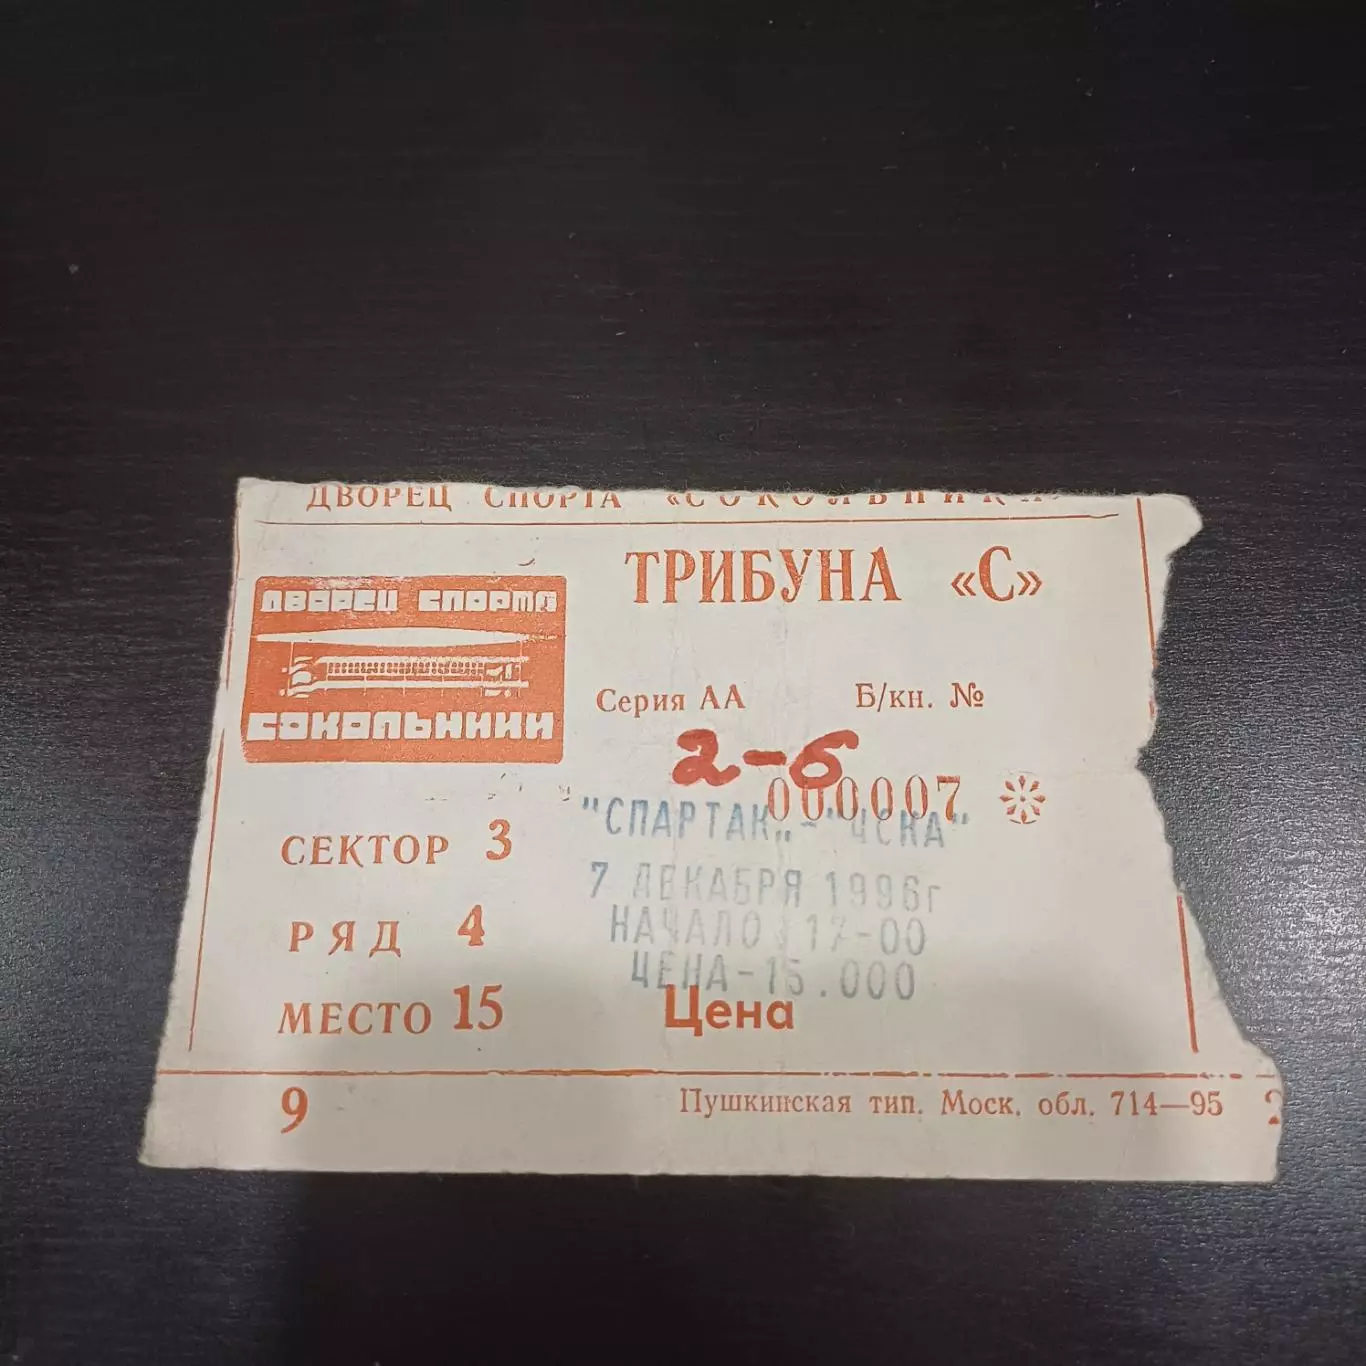 ДВОРЕЦ СПОРТА «СОКОЛЬНИКИ»
ТРИБУНА «С»
ДВОРЕЦ СПОРТА
СОКОЛЬНИКИ
Серия АА Б/кн. №
2-6
000007
"СПАРТАК"-"ЦСКА"
СЕКТОР 3
7 ДЕКАБРЯ 1996г
РЯД 4
НАЧАЛО 17-00
ЦЕНА-15.000
МЕСТО 15
Цена
9
Пушкинская тип. Моск. обл. 714—95